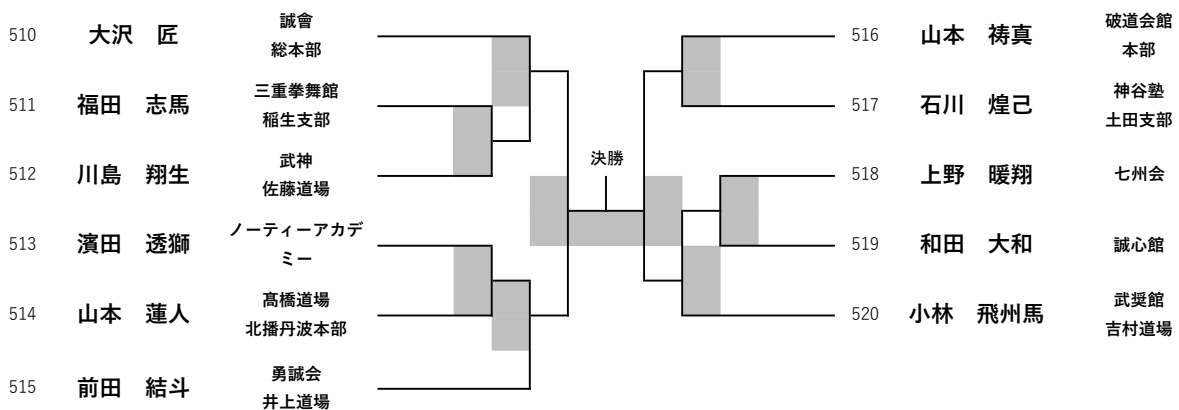 510 大沢 匠 誠會
総本部
511 福田 志馬 三重拳舞館
稲生支部
512 川島 翔生 武神
佐藤道場
513 濱田 透獅 ノーティーアカデ
ミー
514 山本 蓮人 髙橋道場
北播丹波本部
515 前田 結斗 勇誠会
井上道場
決勝
516 山本 祷真 破道会館
本部
517 石川 煌己 神谷塾
土田支部
518 上野 暖翔 七州会
519 和田 大和 誠心館
520 小林 飛州馬 武奨館
吉村道場